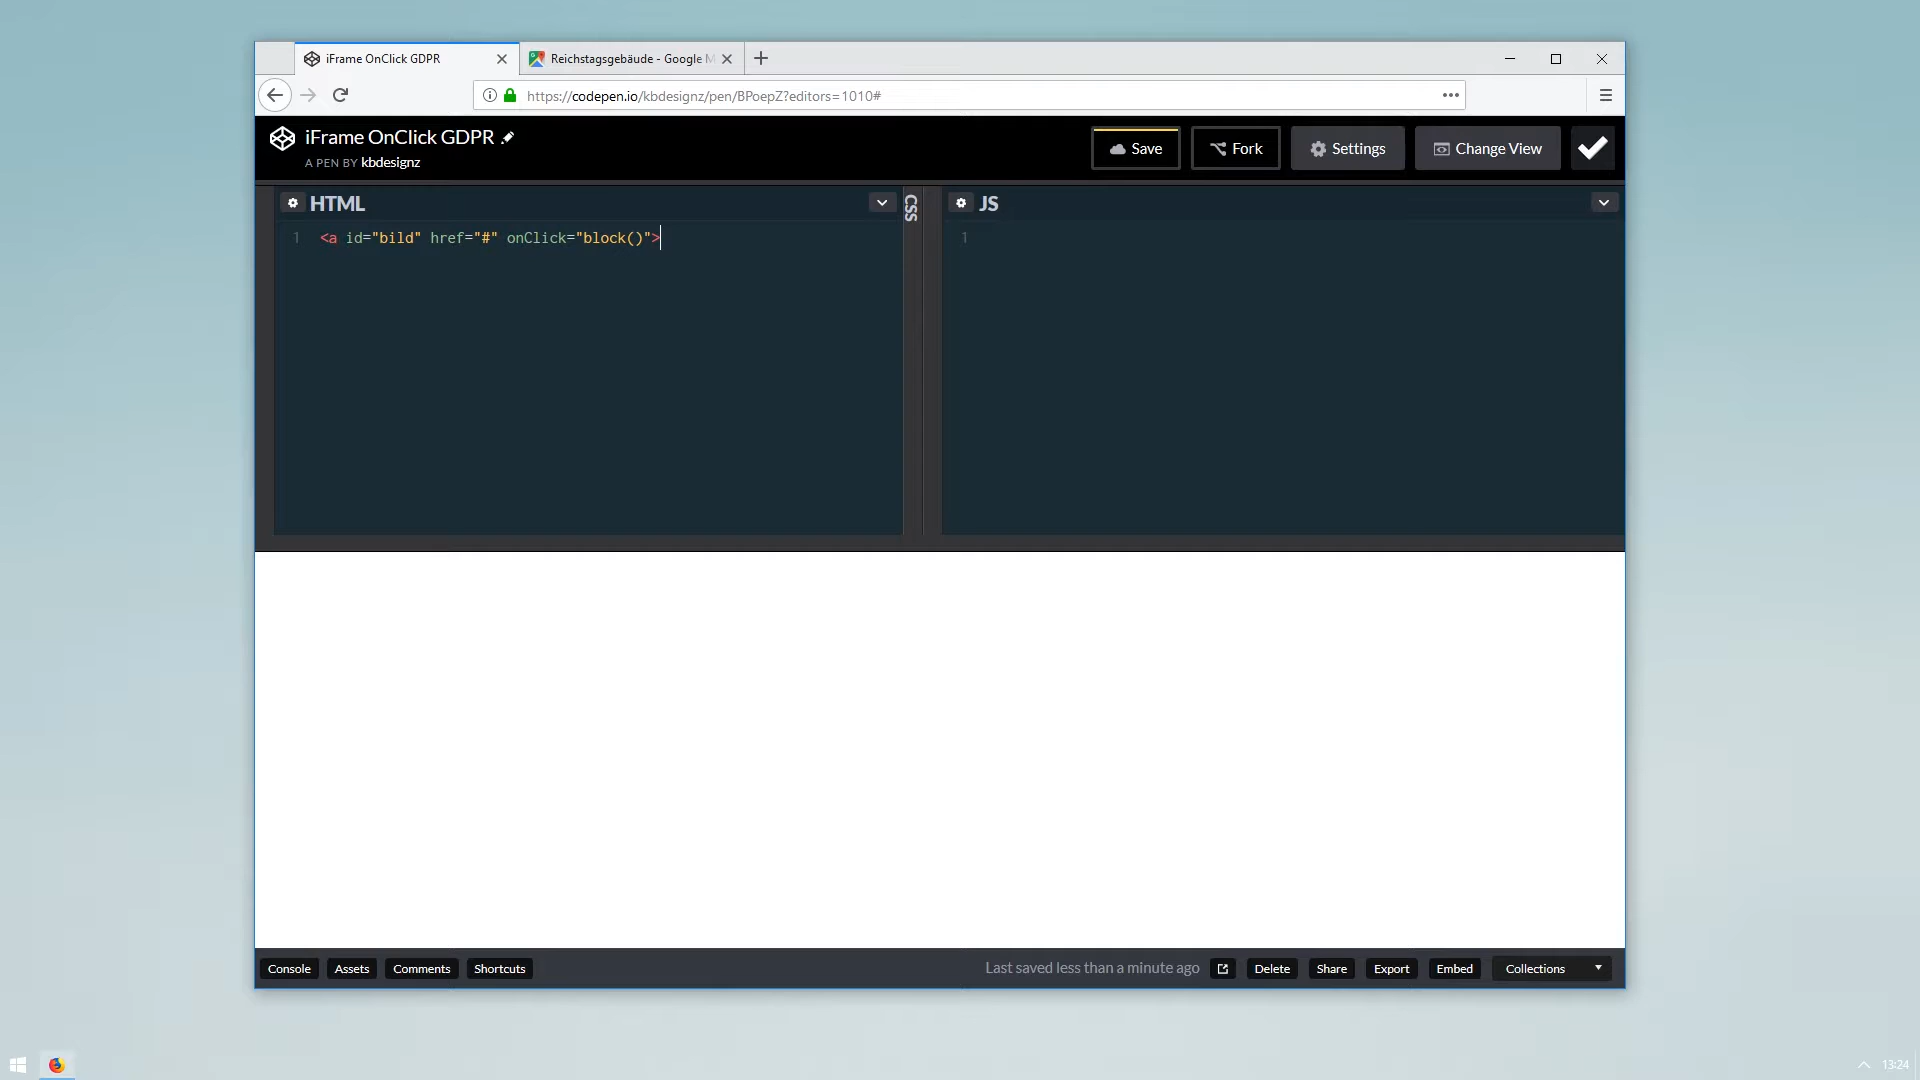 iFrame OnClick GDPR
Reichstagsgebäude - Google M
https://codepen.io/kbdesignz/pen/BPoepZ?editors=1010#
iFrame OnClick GDPR
A PEN BY kbdesignz
Save
Fork
Settings
Change View
HTML
CSS
JS
1 <a id="bild" href="#" onClick="block()">
1
Console
Assets
Comments
Shortcuts
Last saved less than a minute ago
Delete
Share
Export
Embed
Collections
13:24